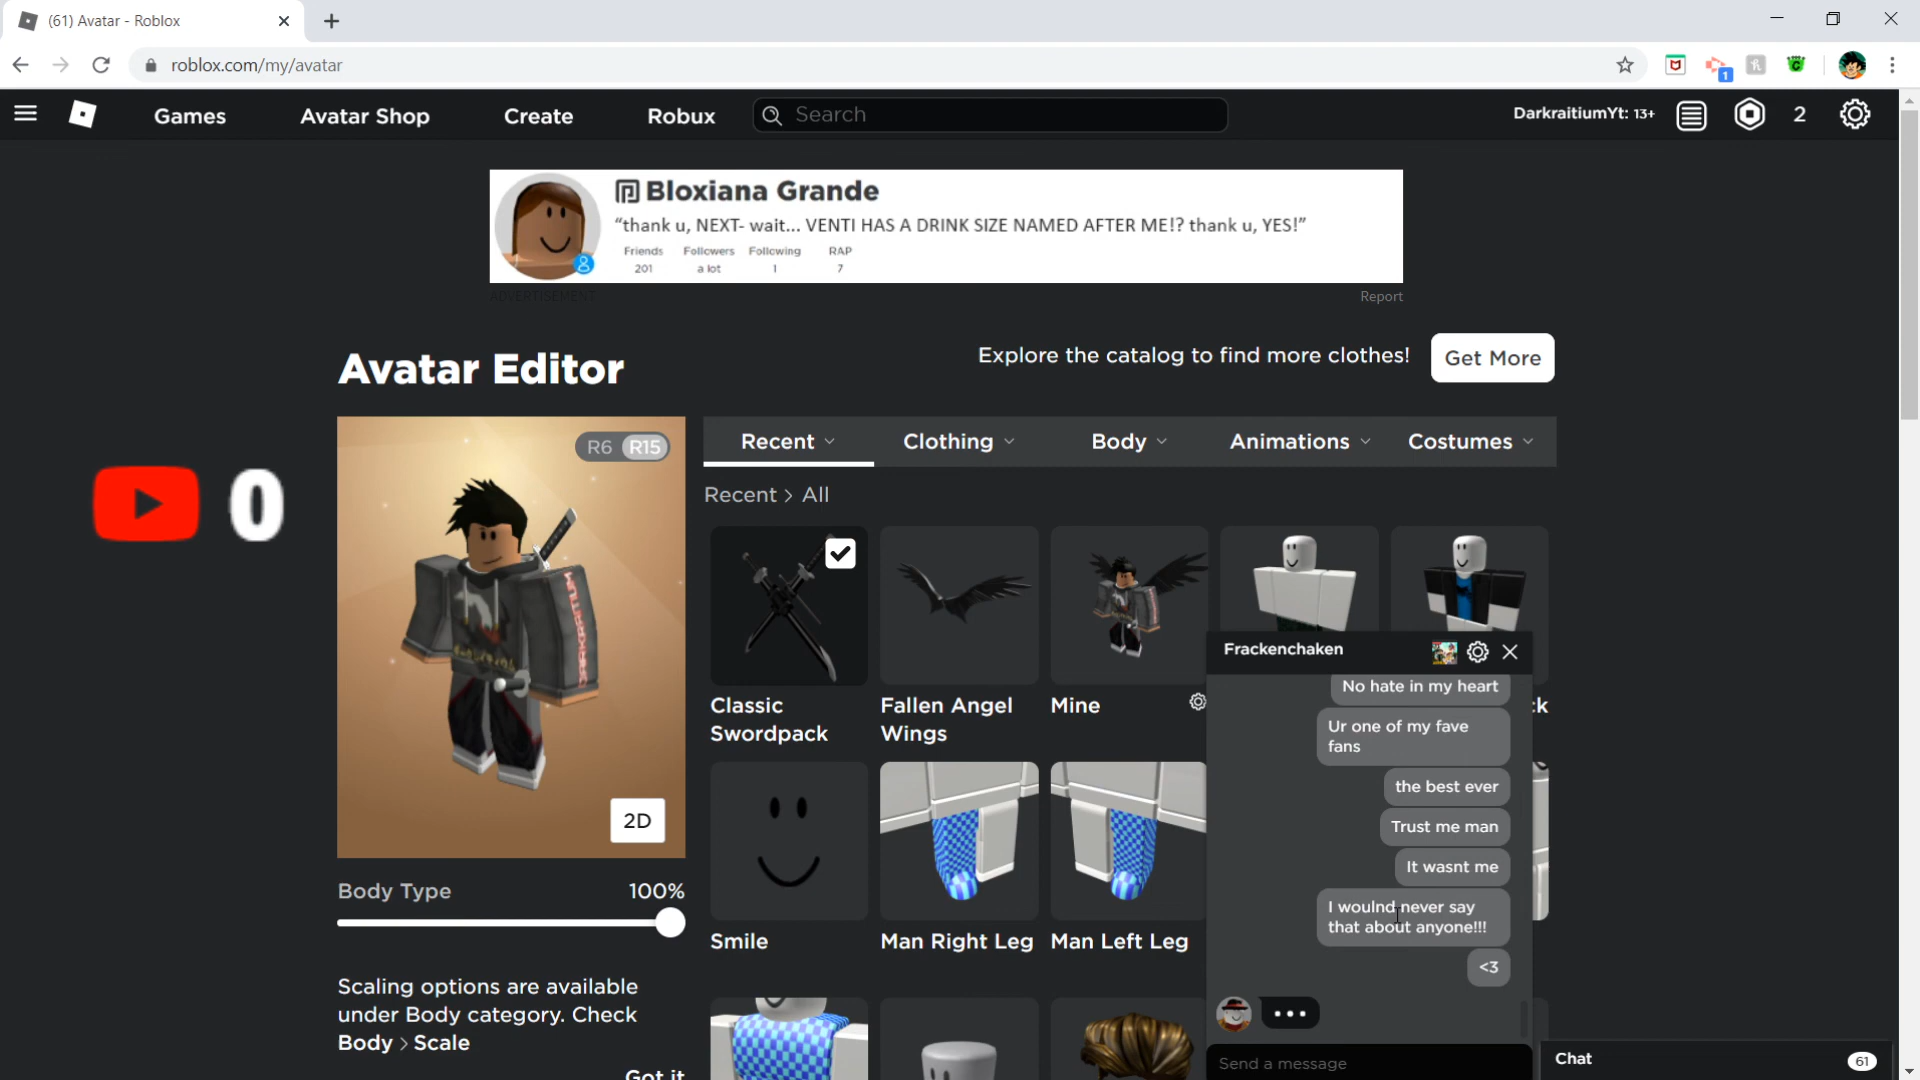 (61) Avatar - Roblox
roblox.com/my/avatar
1
Games
Avatar Shop
Create
Robux
Search
DarkraitiumYt: 13+
2
Bloxiana Grande
“thank u, NEXT- wait... VENTI HAS A DRINK SIZE NAMED AFTER ME!? thank u, YES!”
Friends Followers Following RAP
201 a lot 1 7
ADVERTISEMENT
Report
Avatar Editor
Explore the catalog to find more clothes!
Get More
R6 R15
Recent
Clothing
Body
Animations
Costumes
Recent > All
0
2D
Classic
Swordpack
Fallen Angel
Wings
Mine
Smile
Man Right Leg
Man Left Leg
Body Type 100%
Scaling options are available
under Body category. Check
Body > Scale
Got it
Frackenchaken
No hate in my heart
Ur one of my fave
fans
the best ever
Trust me man
It wasnt me
I woulnd never say
that about anyone!!!
<3
Send a message
Chat
61